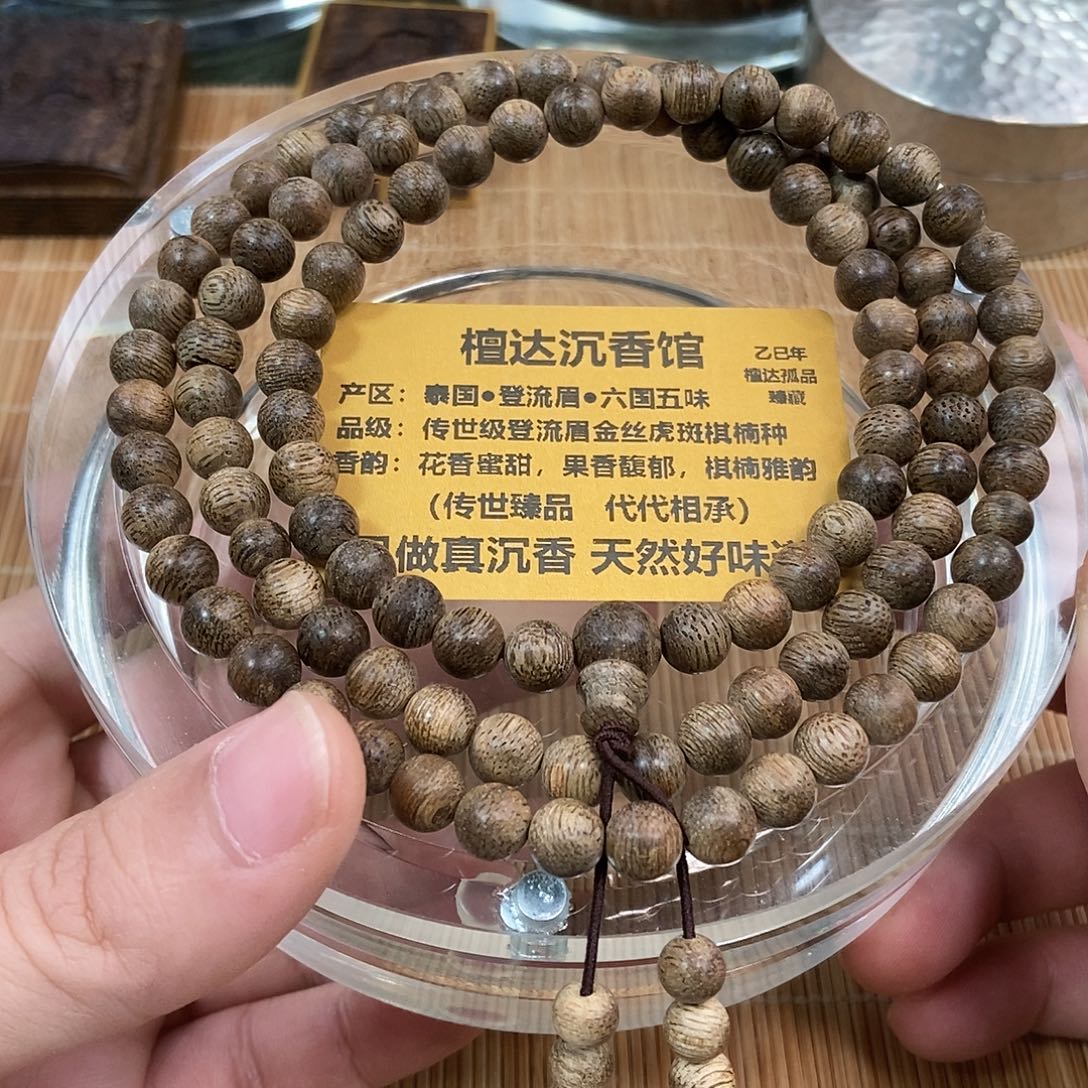 檀达沉香馆
乙巳年
檀达孤品
臻藏
产区：泰国●登流眉●六国五味
品级：传世级登流眉金丝虎斑棋楠种
香韵：花香蜜甜，果香馥郁，棋楠雅韵
（传世臻品 代代相承）
做真沉香 天然好味